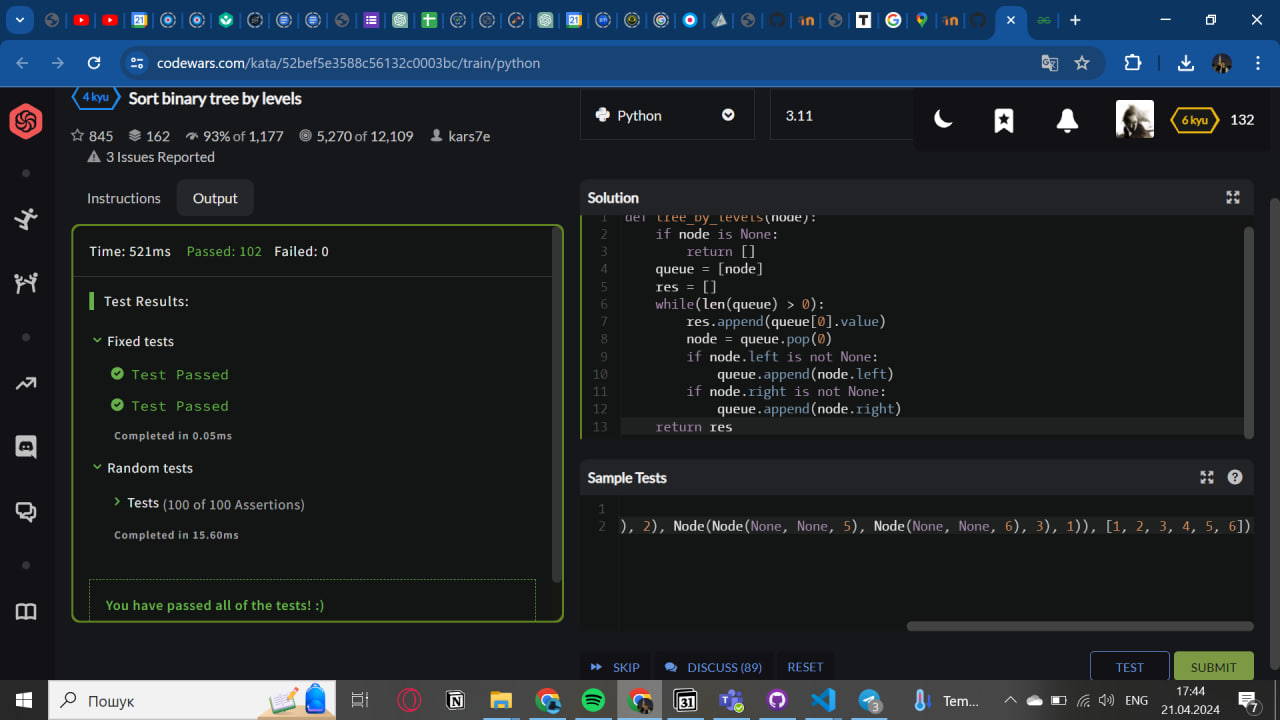 codewars.com/kata/52bef5e3588c56132c0003bc/train/python
4 kyu
Sort binary tree by levels
845 162 93% of 1,177 5,270 of 12,109 kars7e
3 Issues Reported
Python
3.11
6 kyu 132
Instructions Output
Time: 521ms Passed: 102 Failed: 0
Test Results:
Fixed tests
Test Passed
Test Passed
Completed in 0.05ms
Random tests
Tests (100 of 100 Assertions)
Completed in 15.60ms
You have passed all of the tests! :)
Solution
1 def tree_by_levels(node):
2 if node is None:
3 return []
4 queue = [node]
5 res = []
6 while(len(queue) > 0):
7 res.append(queue[0].value)
8 node = queue.pop(0)
9 if node.left is not None:
10 queue.append(node.left)
11 if node.right is not None:
12 queue.append(node.right)
13 return res
Sample Tests
1
2 ), 2), Node(Node(None, None, 5), Node(None, None, 6), 3), 1)), [1, 2, 3, 4, 5, 6])
SKIP DISCUSS (89) RESET TEST SUBMIT
Пошук
Tem... ENG
17:44
21.04.2024
7
3
31